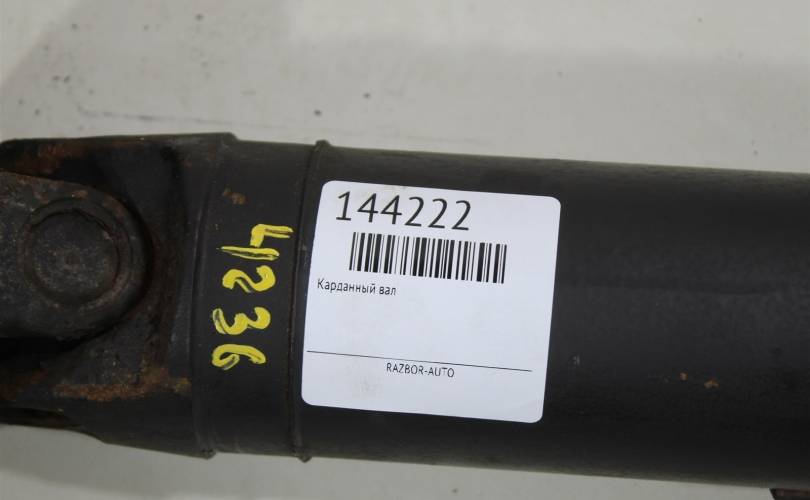 144222
Карданный вал
RAZBOR-AUTO
4236